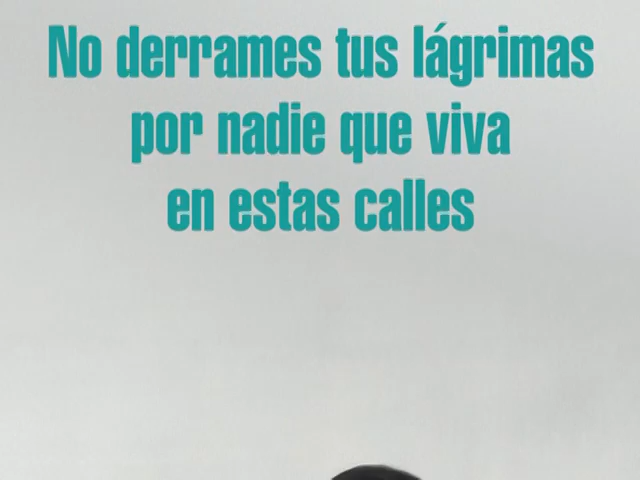 No derrames tus lágrimas
por nadie que viva
en estas calles